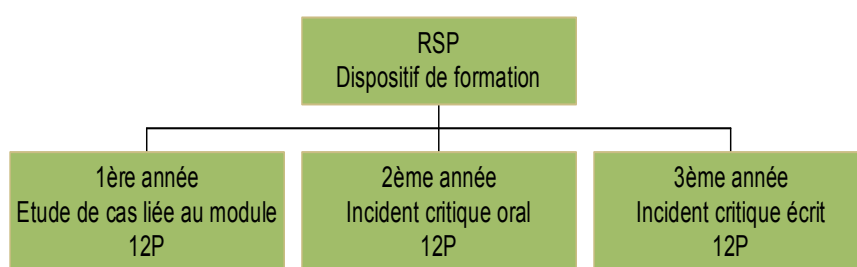 RSP
Dispositif de formation
1ère année
Etude de cas liée au module
12P
2ème année
Incident critique oral
12P
3ème année
Incident critique écrit
12P